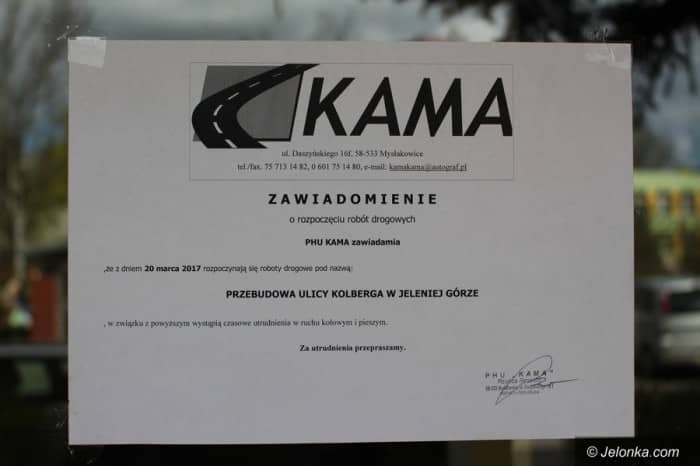 KAMA
ul. Daszyńskiego 16f, 58-533 Mysłakowice
tel./fax. 75 713 14 82, 0 601 75 14 80, e-mail: kamakama@autograf.pl
ZAWIADOMIENIE
o rozpoczęciu robót drogowych
PHU KAMA zawiadamia
,że z dniem 20 marca 2017 rozpoczynają się roboty drogowe pod nazwą:
PRZEBUDOWA ULICY KOLBERGA W JELENIEJ GÓRZE
, w związku z powyższym wystąpią czasowe utrudnienia w ruchu kołowym i pieszym.
Za utrudnienia przepraszamy.
PHU „KAMA"
© Jelonka.com